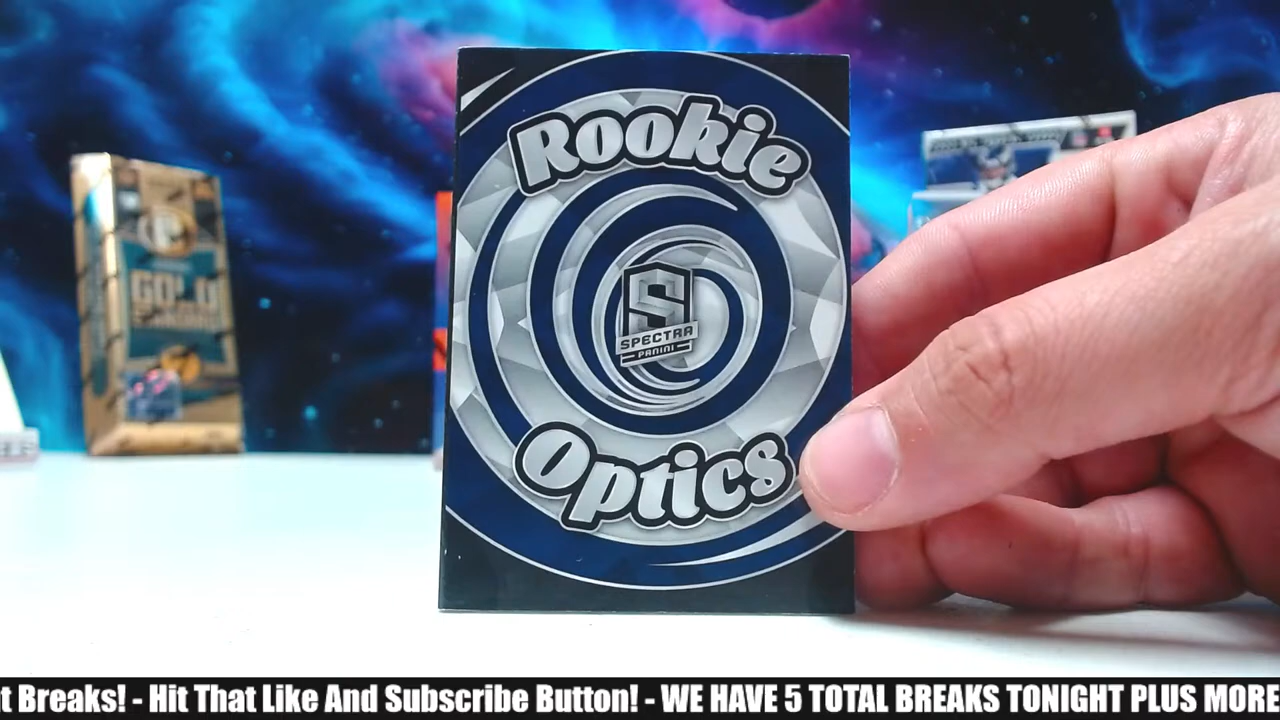 Rookie
S
SPECTRA
PANINI
Optics
GOLD
t Breaks! - Hit That Like And Subscribe Button! - WE HAVE 5 TOTAL BREAKS TONIGHT PLUS MORE